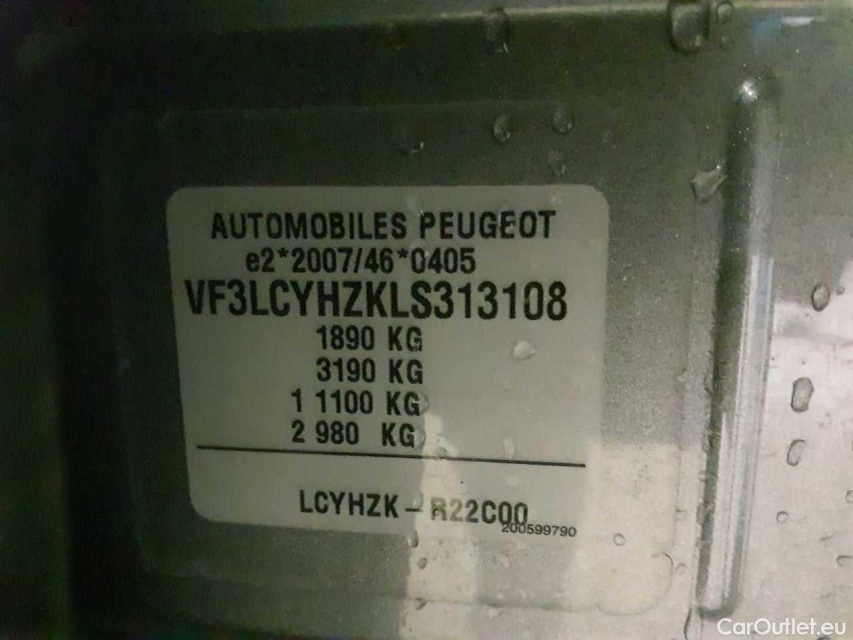 AUTOMOBILES PEUGEOT
e2*2007/46*0405
VF3LCYHZKLS313108
1890 KG
3190 KG
1 1100 KG
2 980 KG
LCYHZK - R22C00
200599790
CarOutlet.eu